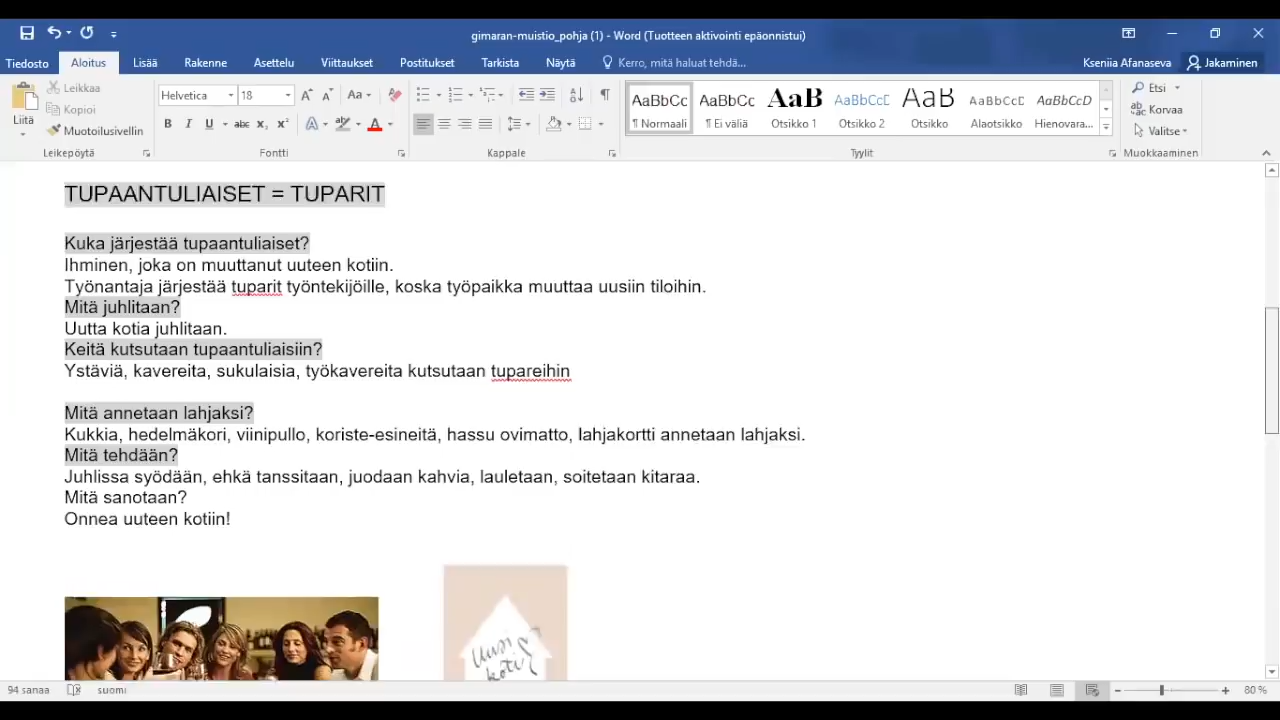 gimaran-muistio_pohja (1) - Word (Tuotteen aktivointi epäonnistui)
Tiedosto Aloitus Lisää Rakenne Asettelu Viittaukset Postitukset Tarkista Näytä Kerro, mitä haluat tehdä... Kseniia Afanaseva Jakaminen
Liitä
Leikkaa
Kopioi
Muotoilusivellin
Leikepöytä
Helvetica 18
Fontti
Kappale
AaBbCc AaBbCc AaB AaBbCcC AaB AaBbCcD AaBbCcD
¶ Normaali ¶ Ei väliä Otsikko 1 Otsikko 2 Otsikko Alaotsikko Hienovara...
Tyylit
Etsi
Korvaa
Valitse
Muokkaaminen
TUPAANTULIAISET = TUPARIT
Kuka järjestää tupaantuliaiset?
Ihminen, joka on muuttanut uuteen kotiin.
Työnantaja järjestää tuparit työntekijöille, koska työpaikka muuttaa uusiin tiloihin.
Mitä juhlitaan?
Uutta kotia juhlitaan.
Keitä kutsutaan tupaantuliaisiin?
Ystäviä, kavereita, sukulaisia, työkavereita kutsutaan tupareihin
Mitä annetaan lahjaksi?
Kukkia, hedelmäkori, viinipullo, koriste-esineitä, hassu ovimatto, lahjakortti annetaan lahjaksi.
Mitä tehdään?
Juhlissa syödään, ehkä tanssitaan, juodaan kahvia, lauletaan, soitetaan kitaraa.
Mitä sanotaan?
Onnea uuteen kotiin!
Uusi
koti
94 sanaa suomi 80 %